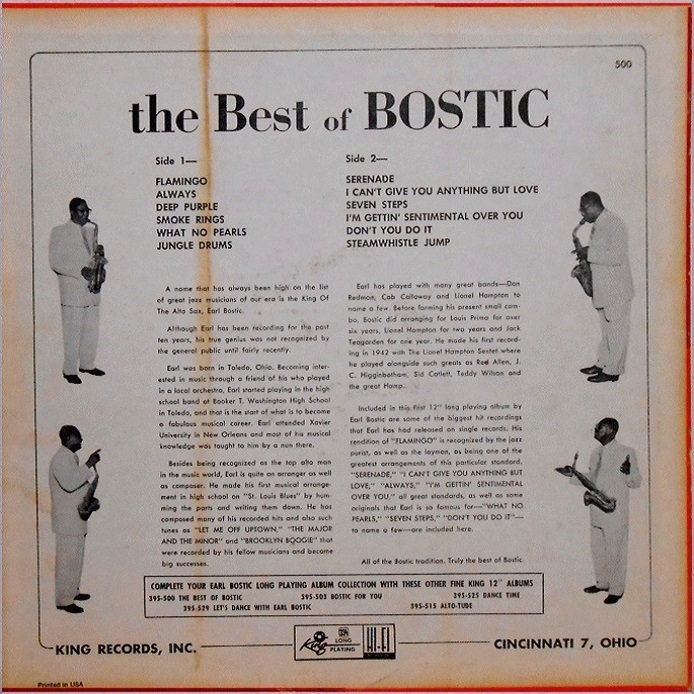 500
the Best of BOSTIC
Side 1—
FLAMINGO
ALWAYS
DEEP PURPLE
SMOKE RINGS
WHAT NO PEARLS
JUNGLE DRUMS
Side 2—
SERENADE
I CAN'T GIVE YOU ANYTHING BUT LOVE
SEVEN STEPS
I'M GETTIN' SENTIMENTAL OVER YOU
DON'T YOU DO IT
STEAMWHISTLE JUMP
A name that has always been high on the list
of great jazz musicians of our era is the King Of
The Alto Sax, Earl Bostic.
Although Earl has been recording for the past
ten years, his true genius was not recognized by
the general public until fairly recently.
Earl was born in Toledo, Ohio. Becoming inter-
ested in music through a friend of his who played
in a local orchestra, Earl started playing in the high
school band at Booker T. Washington High School
in Toledo, and that is the start of what is to become
a fabulous musical career. Earl attended Xavier
University in New Orleans and most of his musical
knowledge was taught to him by a nun there.
Besides being recognized as the top alto man
in the music world, Earl is quite an arranger as well
as composer. He made his first musical arrange-
ment in high school on "St. Louis Blues" by hum-
ming the parts and writing them down. He has
composed many of his recorded hits and also such
tunes as "LET ME OFF UPTOWN," "THE MAJOR
AND THE MINOR" and "BROOKLYN BOOGIE" that
were recorded by his fellow musicians and became
big successes.
Earl has played with many great bands—Don
Redmon, Cab Calloway and Lionel Hampton to
name a few. Before forming his present small com-
bo, Bostic did arranging for Louis Prima for over
six years, Lionel Hampton for two years and Jack
Teagarden for one year. He made his first record-
ing in 1942 with The Lionel Hampton Sextet where
he played alongside such greats as Red Allen, J.
C. Higginbotham, Sid Catlett, Teddy Wilson and
the great Hamp.
Included in this first 12" long playing album by
Earl Bostic are some of the biggest hit recordings
that Earl has had released on single records. His
rendition of "FLAMINGO" is recognized by the jazz
purist, as well as the layman, as being one of the
greatest arrangements of this particular standard.
"SERENADE," "I CAN'T GIVE YOU ANYTHING BUT
LOVE," "ALWAYS," "I'M GETTIN' SENTIMENTAL
OVER YOU," all great standards, as well as some
originals that Earl is so famous for—"WHAT NO
PEARLS," "SEVEN STEPS," "DON'T YOU DO IT"—
to name a few—are included here.
All of the Bostic tradition. Truly the best of Bostic.
COMPLETE YOUR EARL BOSTIC LONG PLAYING ALBUM COLLECTION WITH THESE OTHER FINE KING 12" ALBUMS
395-500 THE BEST OF BOSTIC 395-503 BOSTIC FOR YOU 395-525 DANCE TIME
395-529 LET'S DANCE WITH EARL BOSTIC 395-515 ALTO-TUDE
KING RECORDS, INC.
King
LONG
PLAYING
HI-FI
CINCINNATI 7, OHIO
Printed in USA